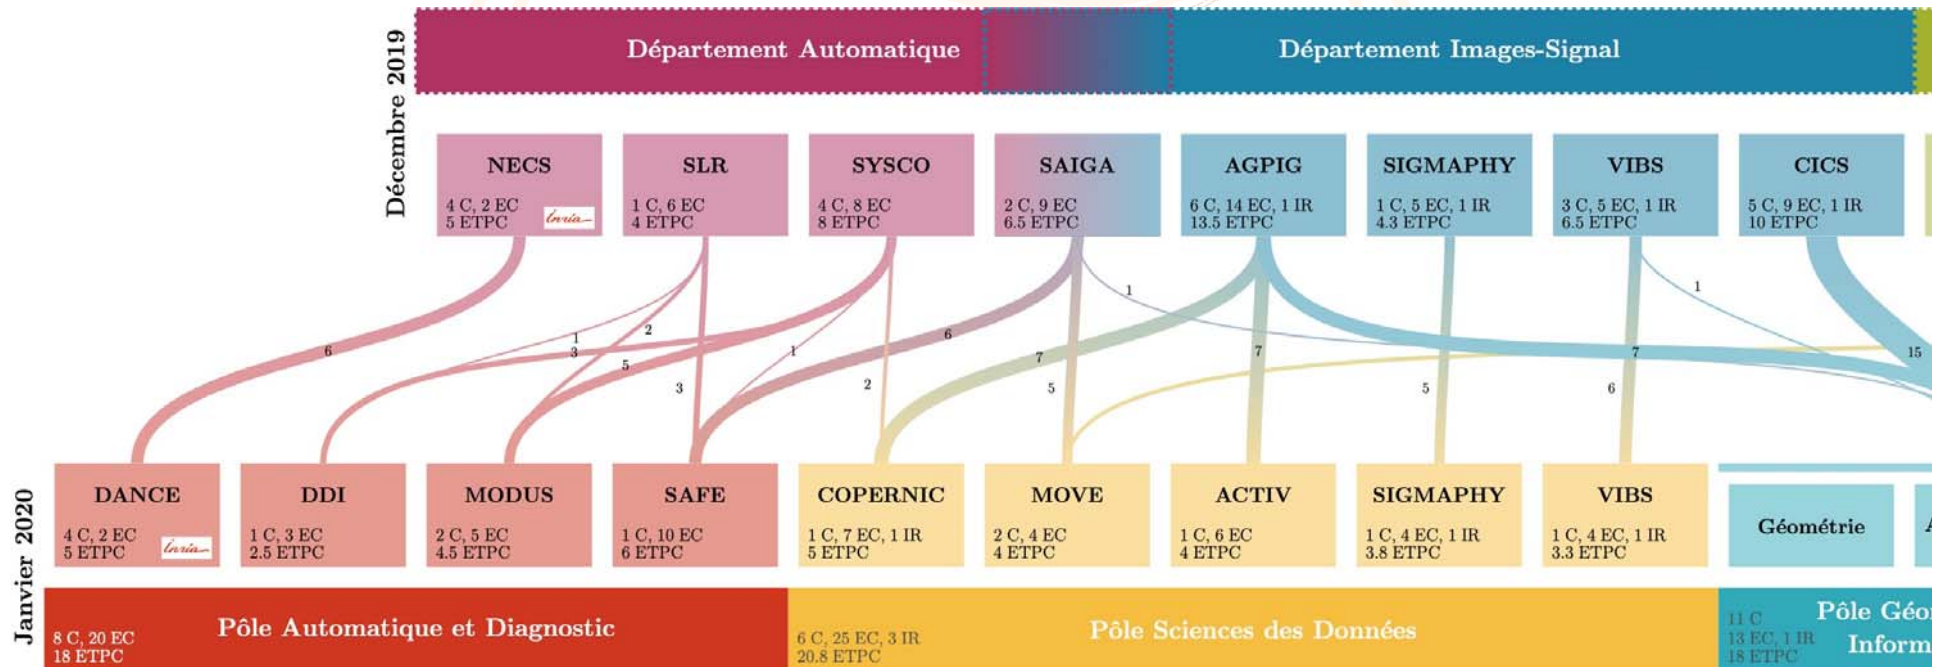 Décembre 2019
Département Automatique
Département Images-Signal
NECS
4 C, 2 EC
5 ETPC
Inria
SLR
1 C, 6 EC
4 ETPC
SYSCO
4 C, 8 EC
8 ETPC
SAIGA
2 C, 9 EC
6.5 ETPC
AGPIG
6 C, 14 EC, 1 IR
13.5 ETPC
SIGMAPHY
1 C, 5 EC, 1 IR
4.3 ETPC
VIBS
3 C, 5 EC, 1 IR
6.5 ETPC
CICS
5 C, 9 EC, 1 IR
10 ETPC
1
1
2
6
1
3
6
5
1
7
7
7
15
3
2
5
5
6
Janvier 2020
DANCE
4 C, 2 EC
5 ETPC
Inria
DDI
1 C, 3 EC
2.5 ETPC
MODUS
2 C, 5 EC
4.5 ETPC
SAFE
1 C, 10 EC
6 ETPC
COPERNIC
1 C, 7 EC, 1 IR
5 ETPC
MOVE
2 C, 4 EC
4 ETPC
ACTIV
1 C, 6 EC
4 ETPC
SIGMAPHY
1 C, 4 EC, 1 IR
3.8 ETPC
VIBS
1 C, 4 EC, 1 IR
3.3 ETPC
Géométrie
A
8 C, 20 EC
18 ETPC
Pôle Automatique et Diagnostic
6 C, 25 EC, 3 IR
20.8 ETPC
Pôle Sciences des Données
11 C
13 EC, 1 IR
18 ETPC
Pôle Géo
Inform